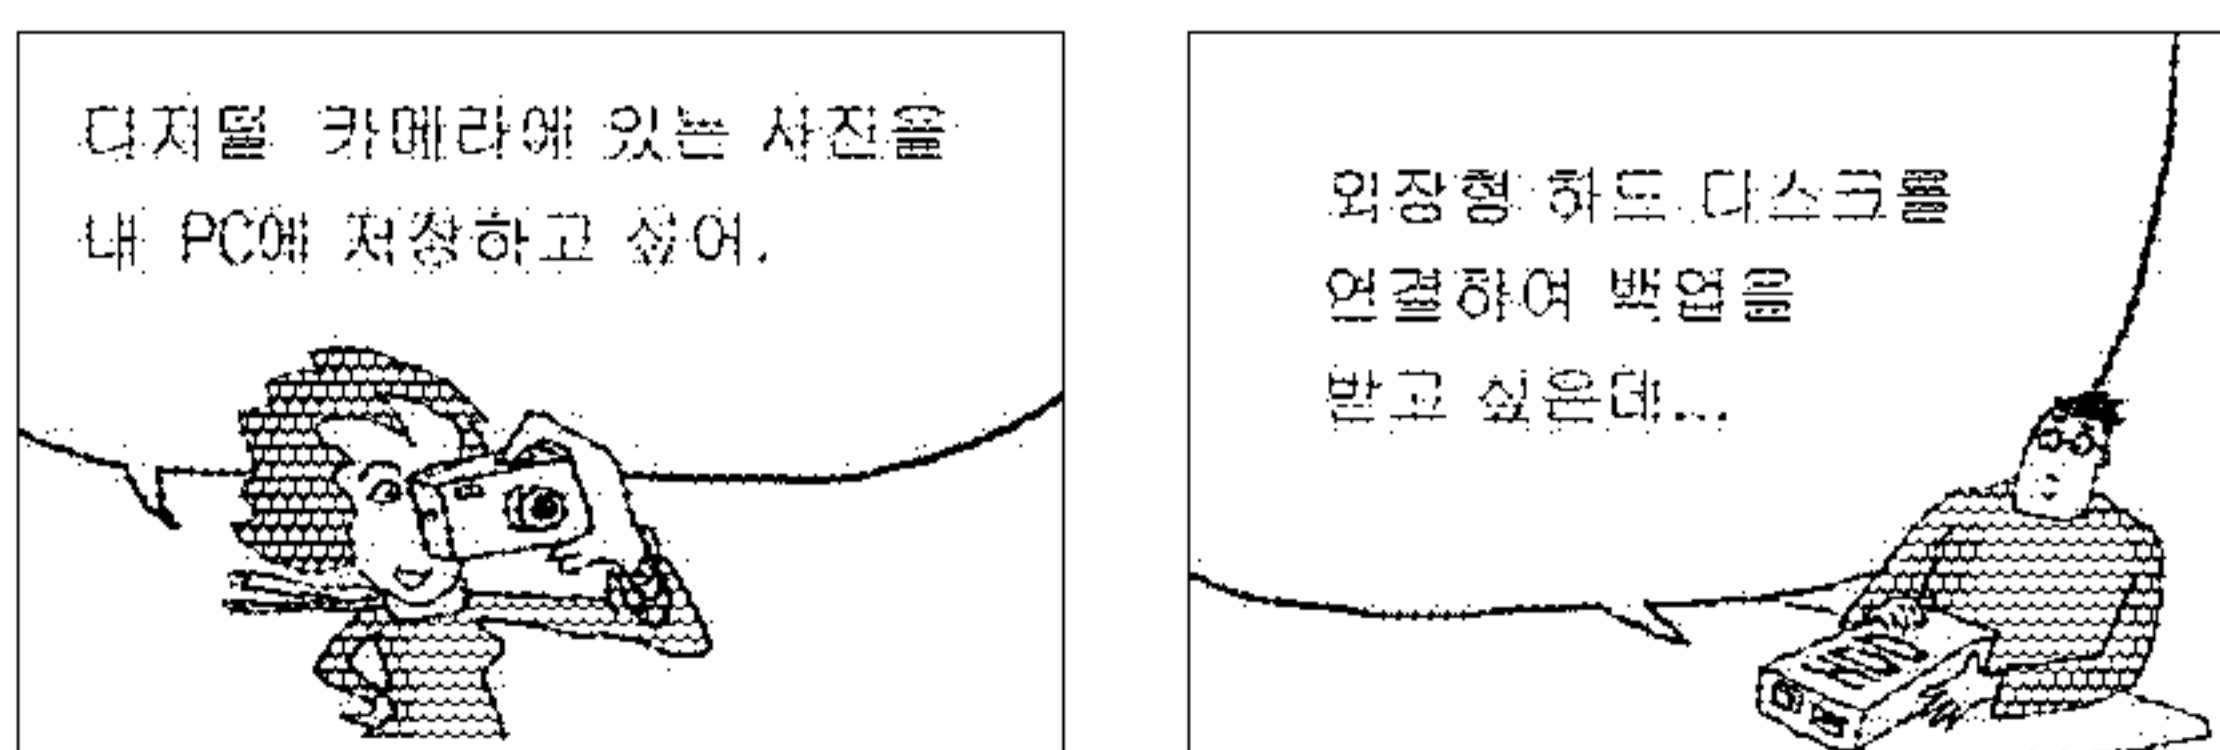 디지털 카메라에 있는 사진을
내 PC에 저장하고 싶어.
외장형 하드 디스크를
연결하여 백업을
받고 싶은데...